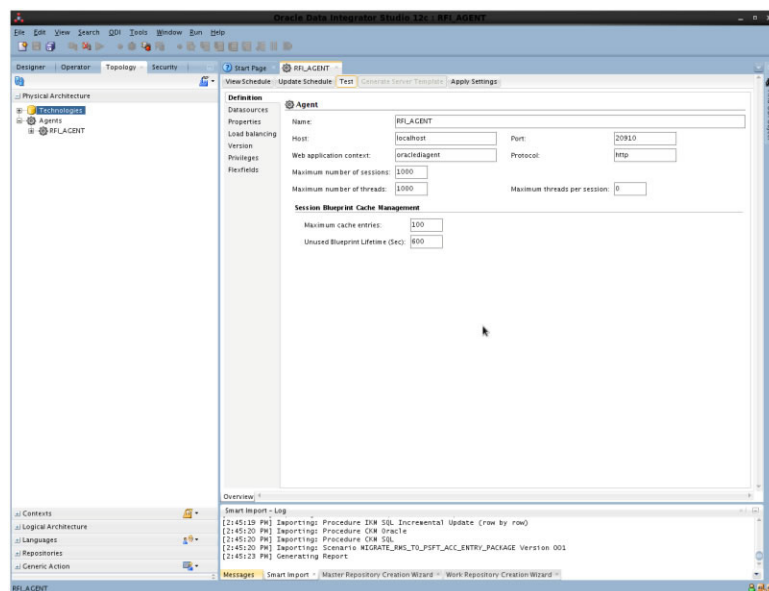 Oracle Data Integrator Studio 12c : RFI_AGENT
File Edit View Search ODI Tools Window Run Help
Designer Operator Topology Security
Start Page RFI_AGENT
View Schedule Update Schedule Test Generate Server Template Apply Settings
Physical Architecture
Technologies
Agents
RFI_AGENT
Definition
Datasources
Properties
Load balancing
Version
Privileges
Flexfields
Agent
Name: RFI_AGENT
Host: localhost Port: 20910
Web application context: oraclediagent Protocol: http
Maximum number of sessions: 1000
Maximum number of threads: 1000 Maximum threads per session: 0
Session Blueprint Cache Management
Maximum cache entries: 100
Unused Blueprint Lifetime (Sec): 600
Overview
Contexts
Logical Architecture
Languages
Repositories
Generic Action
Smart Import - Log
[2:45:19 PM] Importing: Procedure IKM SQL Incremental Update (row by row)
[2:45:20 PM] Importing: Procedure CKM Oracle
[2:45:20 PM] Importing: Procedure CKM SQL
[2:45:20 PM] Importing: Scenario MIGRATE_RMS_TO_PSFT_ACC_ENTRY_PACKAGE Version 001
[2:45:23 PM] Generating Report
Messages Smart Import Master Repository Creation Wizard Work Repository Creation Wizard
RFI_AGENT